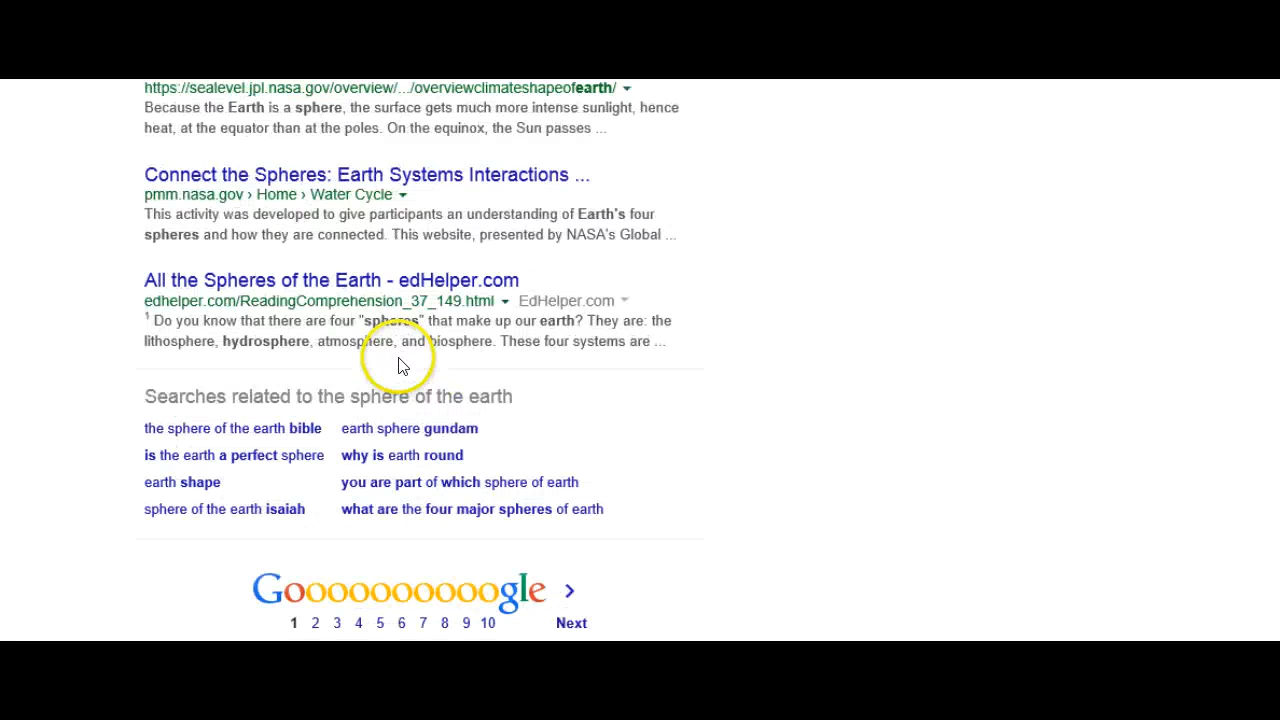 https://sealevel.jpl.nasa.gov/overview/.../overviewclimateshapeofearth/
Because the Earth is a sphere, the surface gets much more intense sunlight, hence
heat, at the equator than at the poles. On the equinox, the Sun passes ...
Connect the Spheres: Earth Systems Interactions ...
pmm.nasa.gov › Home › Water Cycle
This activity was developed to give participants an understanding of Earth's four
spheres and how they are connected. This website, presented by NASA's Global ...
All the Spheres of the Earth - edHelper.com
edhelper.com/ReadingComprehension_37_149.html EdHelper.com
1 Do you know that there are four "spheres" that make up our earth? They are: the
lithosphere, hydrosphere, atmosphere, and biosphere. These four systems are ...
Searches related to the sphere of the earth
the sphere of the earth bible earth sphere gundam
is the earth a perfect sphere why is earth round
earth shape you are part of which sphere of earth
sphere of the earth isaiah what are the four major spheres of earth
Goooooooooogle >
1 2 3 4 5 6 7 8 9 10 Next